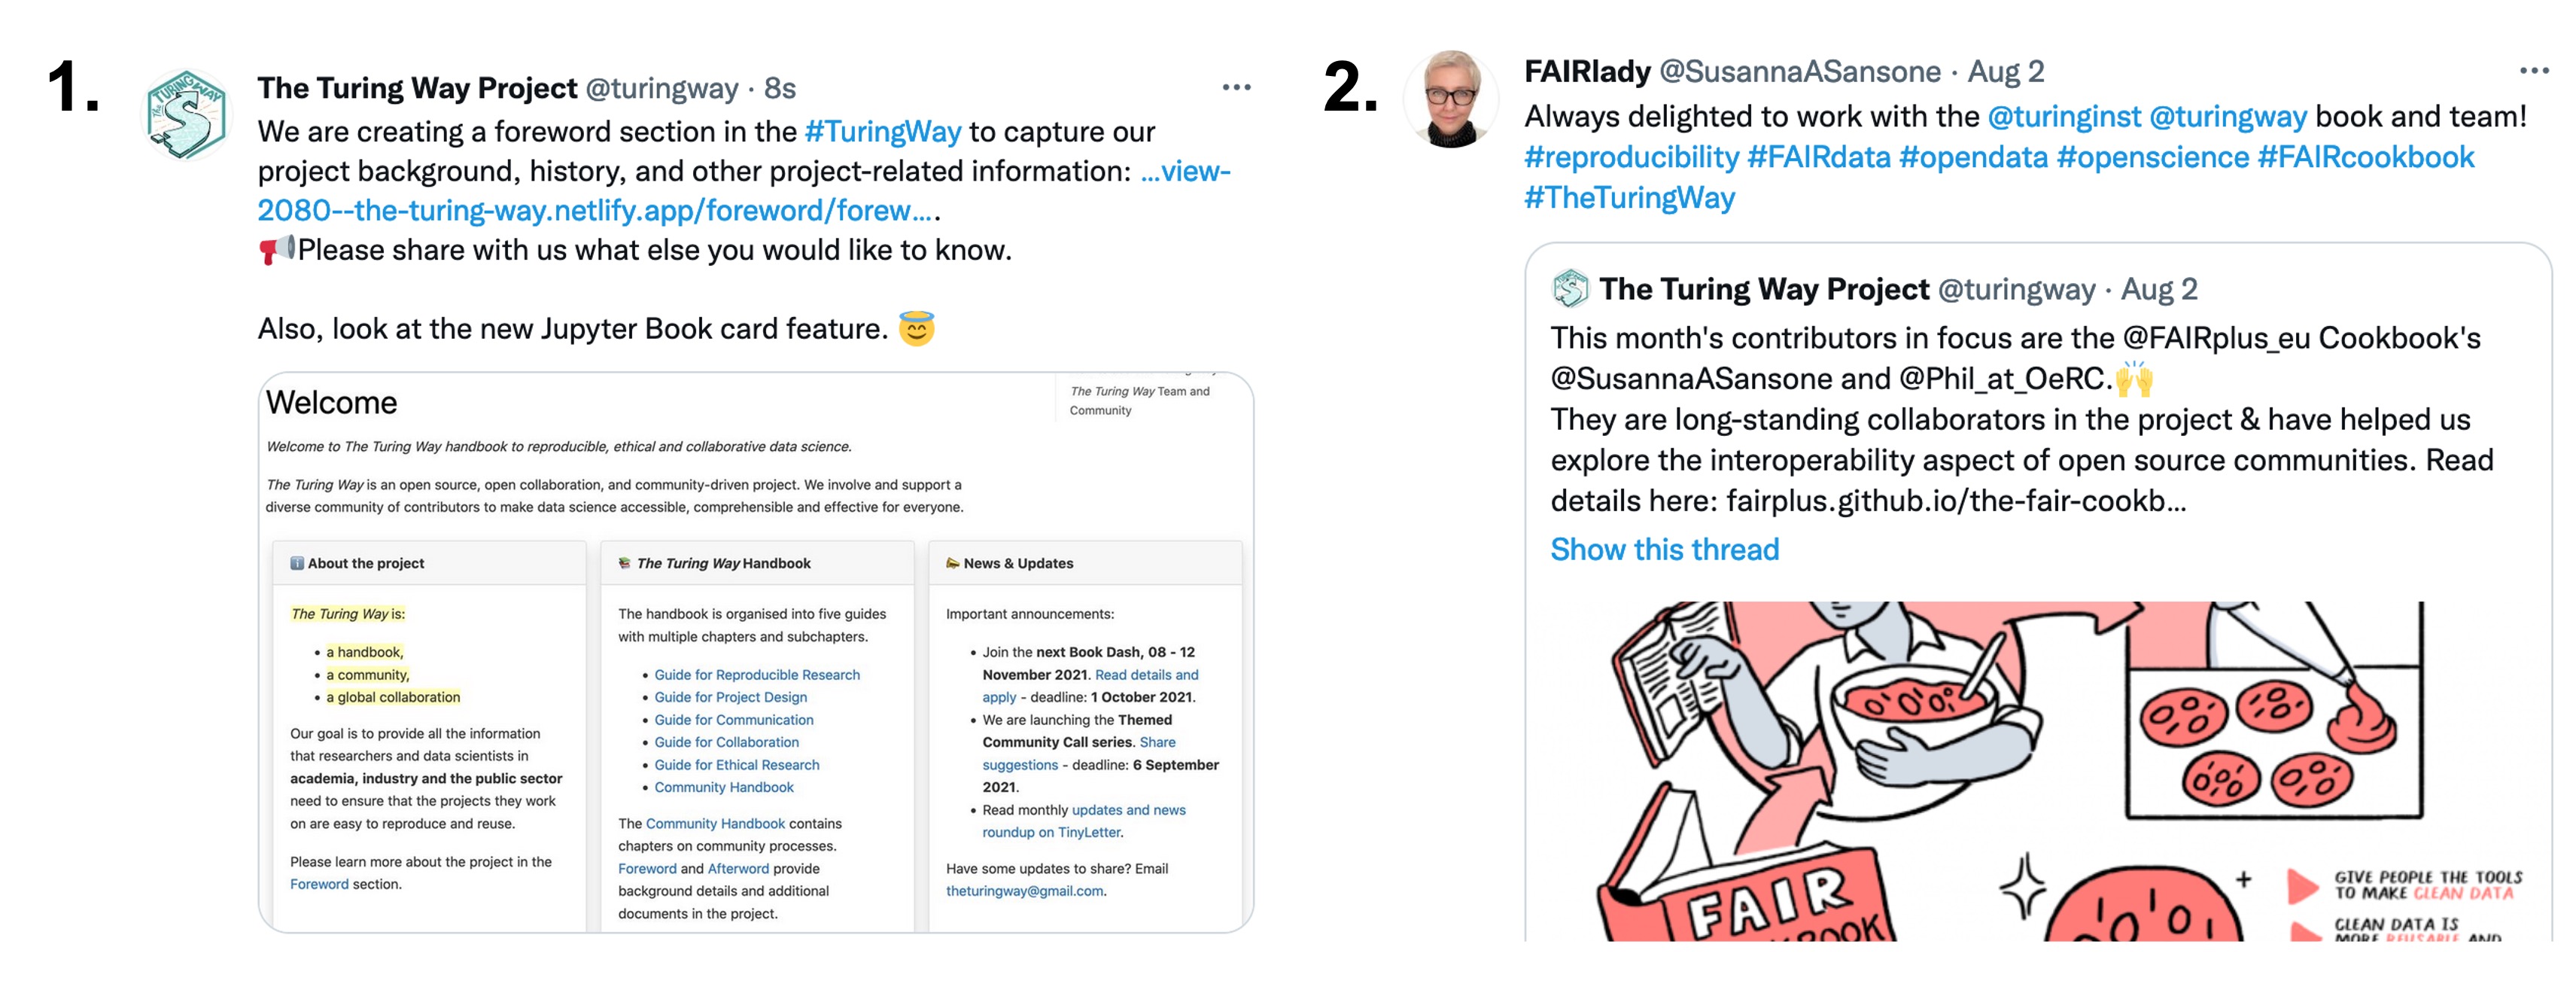 1.
The Turing Way Project @turingway · 8s
We are creating a foreword section in the #TuringWay to capture our
project background, history, and other project-related information: ...view-
2080--the-turing-way.netlify.app/foreword/forew... .
📢Please share with us what else you would like to know.
Also, look at the new Jupyter Book card feature. 😇
Welcome
The Turing Way Team and
Community
Welcome to The Turing Way handbook to reproducible, ethical and collaborative data science.
The Turing Way is an open source, open collaboration, and community-driven project. We involve and support a
diverse community of contributors to make data science accessible, comprehensible and effective for everyone.
About the project
The Turing Way is:
• a handbook,
• a community,
• a global collaboration
Our goal is to provide all the information
that researchers and data scientists in
academia, industry and the public sector
need to ensure that the projects they work
on are easy to reproduce and reuse.
Please learn more about the project in the
Foreword section.
The Turing Way Handbook
The handbook is organised into five guides
with multiple chapters and subchapters.
• Guide for Reproducible Research
• Guide for Project Design
• Guide for Communication
• Guide for Collaboration
• Guide for Ethical Research
• Community Handbook
The Community Handbook contains
chapters on community processes.
Foreword and Afterword provide
background details and additional
documents in the project.
News & Updates
Important announcements:
• Join the next Book Dash, 08 - 12
November 2021. Read details and
apply - deadline: 1 October 2021.
• We are launching the Themed
Community Call series. Share
suggestions - deadline: 6 September
2021.
• Read monthly updates and news
roundup on TinyLetter.
Have some updates to share? Email
theturingway@gmail.com.
2.
FAIRlady @SusannaASansone · Aug 2
Always delighted to work with the @turinginst @turingway book and team!
#reproducibility #FAIRdata #opendata #openscience #FAIRcookbook
#TheTuringWay
The Turing Way Project @turingway · Aug 2
This month's contributors in focus are the @FAIRplus_eu Cookbook's
@SusannaASansone and @Phil_at_OeRC.🙌
They are long-standing collaborators in the project & have helped us
explore the interoperability aspect of open source communities. Read
details here: fairplus.github.io/the-fair-cookb...
Show this thread
FAIR
GIVE PEOPLE THE TOOLS
TO MAKE CLEAN DATA
CLEAN DATA IS
MORE REUSABLE AND